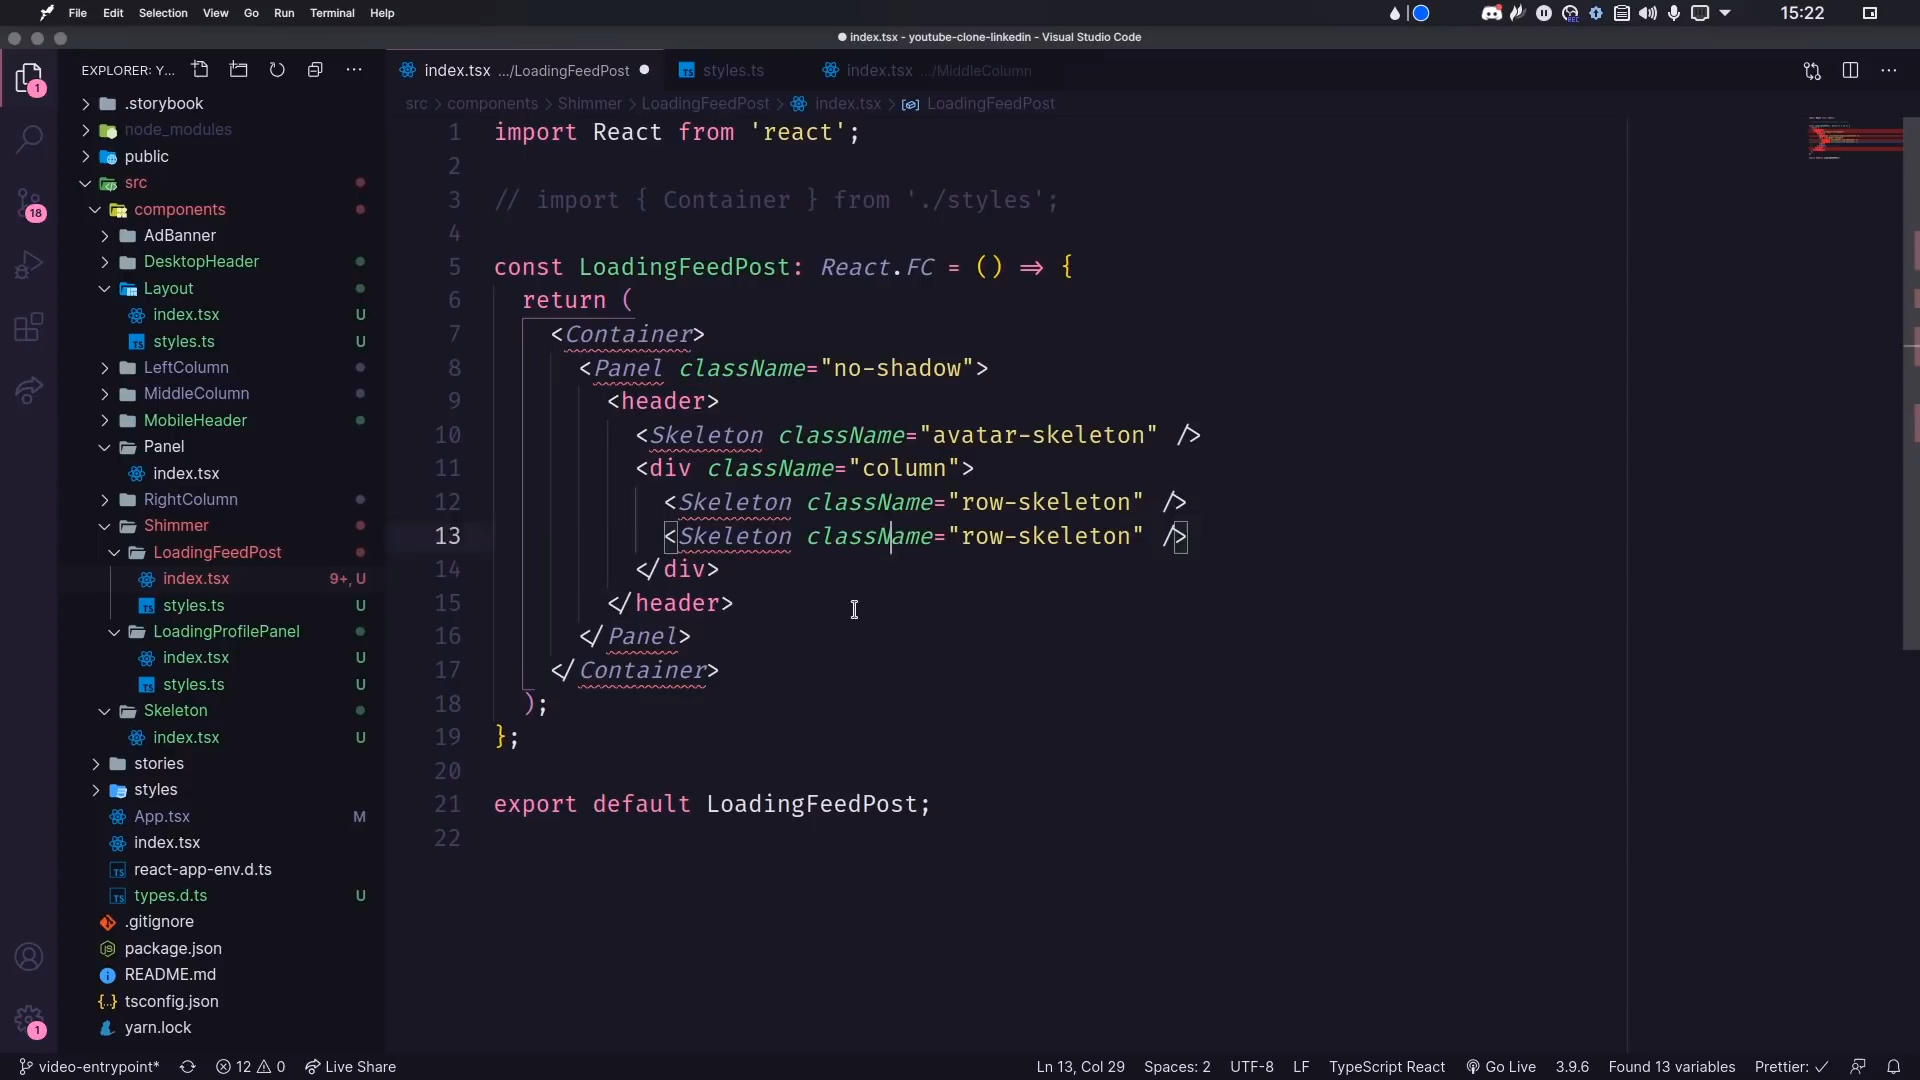 File Edit Selection View Go Run Terminal Help
15:22
● index.tsx - youtube-clone-linkedin - Visual Studio Code
EXPLORER: Y...
index.tsx .../LoadingFeedPost
styles.ts
index.tsx .../MiddleColumn
src > components > Shimmer > LoadingFeedPost > index.tsx > LoadingFeedPost
1
18
.storybook
node_modules
public
src
components
AdBanner
DesktopHeader
Layout
index.tsx U
styles.ts U
LeftColumn
MiddleColumn
MobileHeader
Panel
index.tsx
RightColumn
Shimmer
LoadingFeedPost
index.tsx 9+, U
styles.ts U
LoadingProfilePanel
index.tsx U
styles.ts U
Skeleton
index.tsx U
stories
styles
App.tsx M
index.tsx
react-app-env.d.ts
types.d.ts U
.gitignore
package.json
README.md
tsconfig.json
yarn.lock
1
1 import React from 'react';
2
3 // import { Container } from './styles';
4
5 const LoadingFeedPost: React.FC = () => {
6 return (
7 <Container>
8 <Panel className="no-shadow">
9 <header>
10 <Skeleton className="avatar-skeleton" />
11 <div className="column">
12 <Skeleton className="row-skeleton" />
13 <Skeleton className="row-skeleton" />
14 </div>
15 </header>
16 </Panel>
17 </Container>
18 );
19 };
20
21 export default LoadingFeedPost;
22
video-entrypoint* 12 0 Live Share
Ln 13, Col 29 Spaces: 2 UTF-8 LF TypeScript React Go Live 3.9.6 Found 13 variables Prettier: ✓